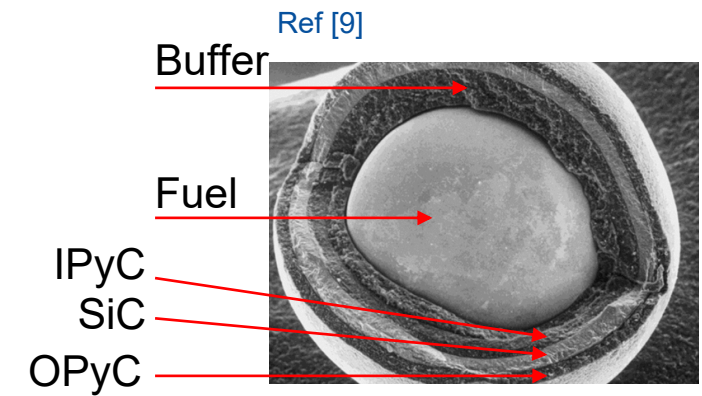 Ref [9]
Buffer
Fuel
IPyC
SiC
OPyC